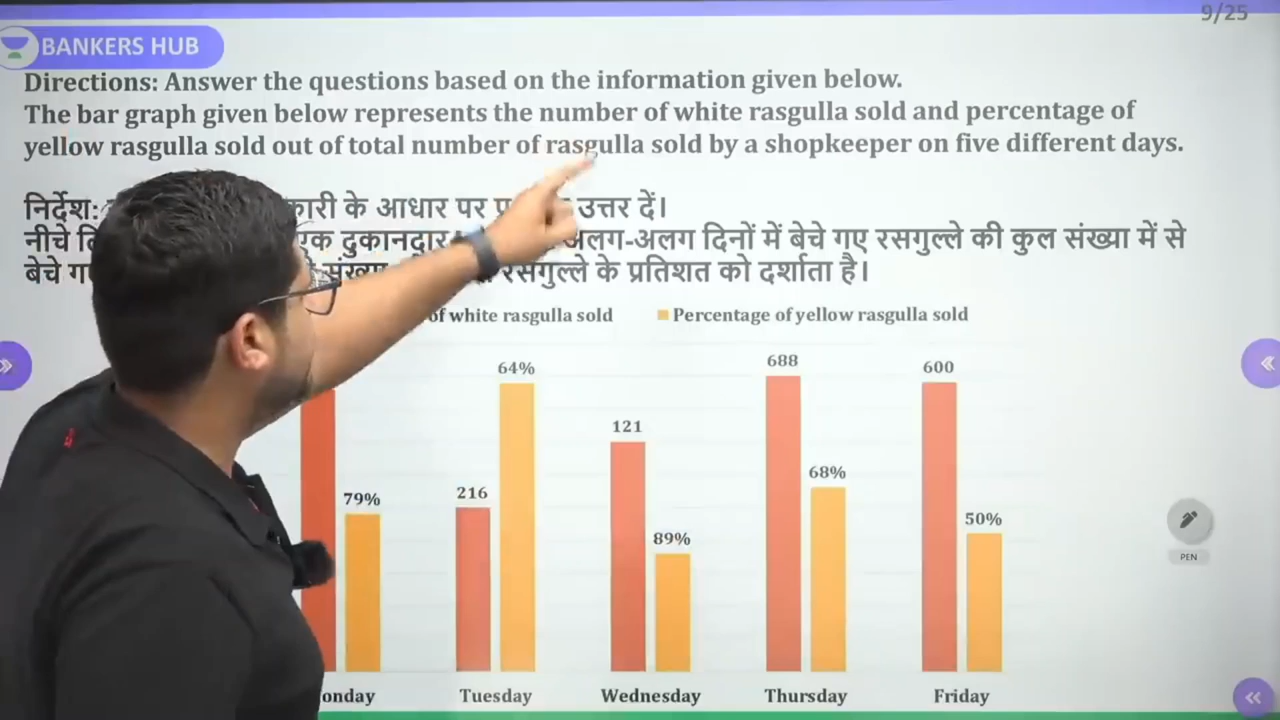 9/25
BANKERS HUB
Directions: Answer the questions based on the information given below.
The bar graph given below represents the number of white rasgulla sold and percentage of
yellow rasgulla sold out of total number of rasgulla sold by a shopkeeper on five different days.
निर्देश: के आधार पर उत्तर दें।
नीचे एक दुकानदार अलग-अलग दिनों में बेचे गए रसगुल्ले की कुल संख्या में से
बेचे रसगुल्ले के प्रतिशत को दर्शाता है।
of white rasgulla sold Percentage of yellow rasgulla sold
64% 688 600
121
79% 216 68%
89% 50%
PEN
Tuesday Wednesday Thursday Friday